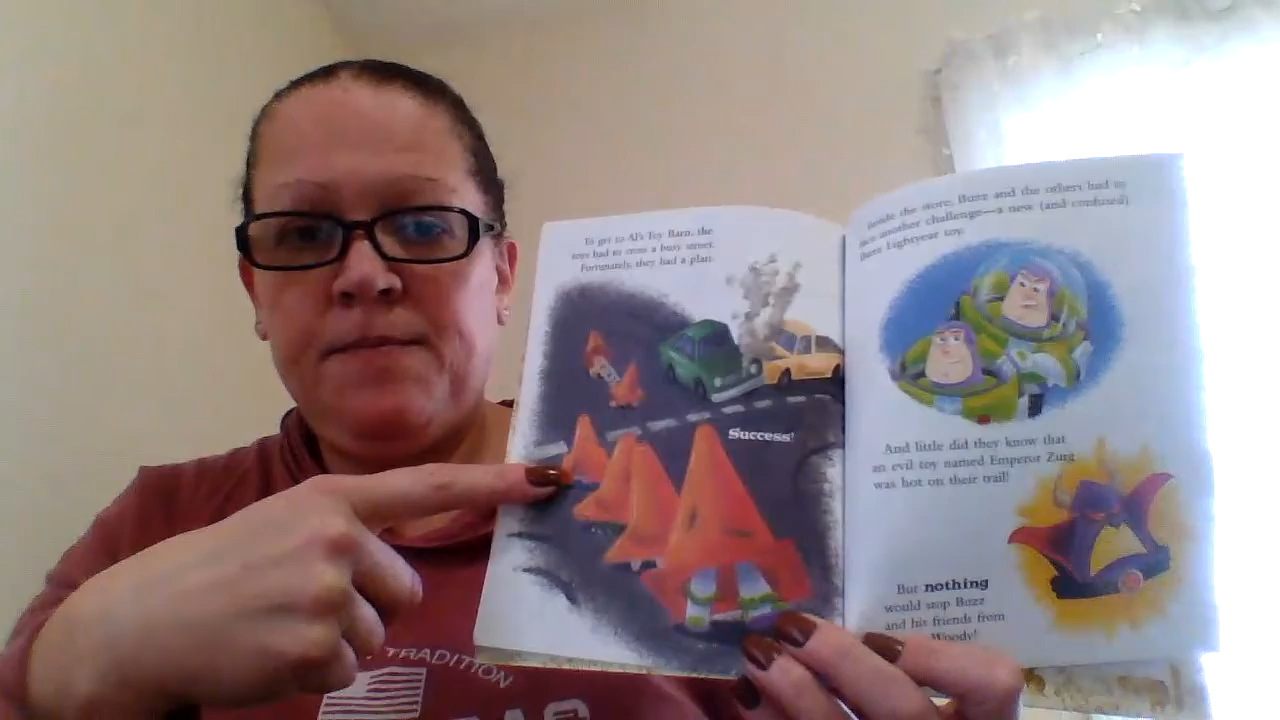 To get to Al's Toy Barn, the
toys had to cross a busy street.
Fortunately, they had a plan.
Success!
Inside the store, Buzz and the others had to
face another challenge—a new (and confused)
Buzz Lightyear toy.
And little did they know that
an evil toy named Emperor Zurg
was hot on their trail!
But nothing
would stop Buzz
and his friends from
Woody!
TRADITION